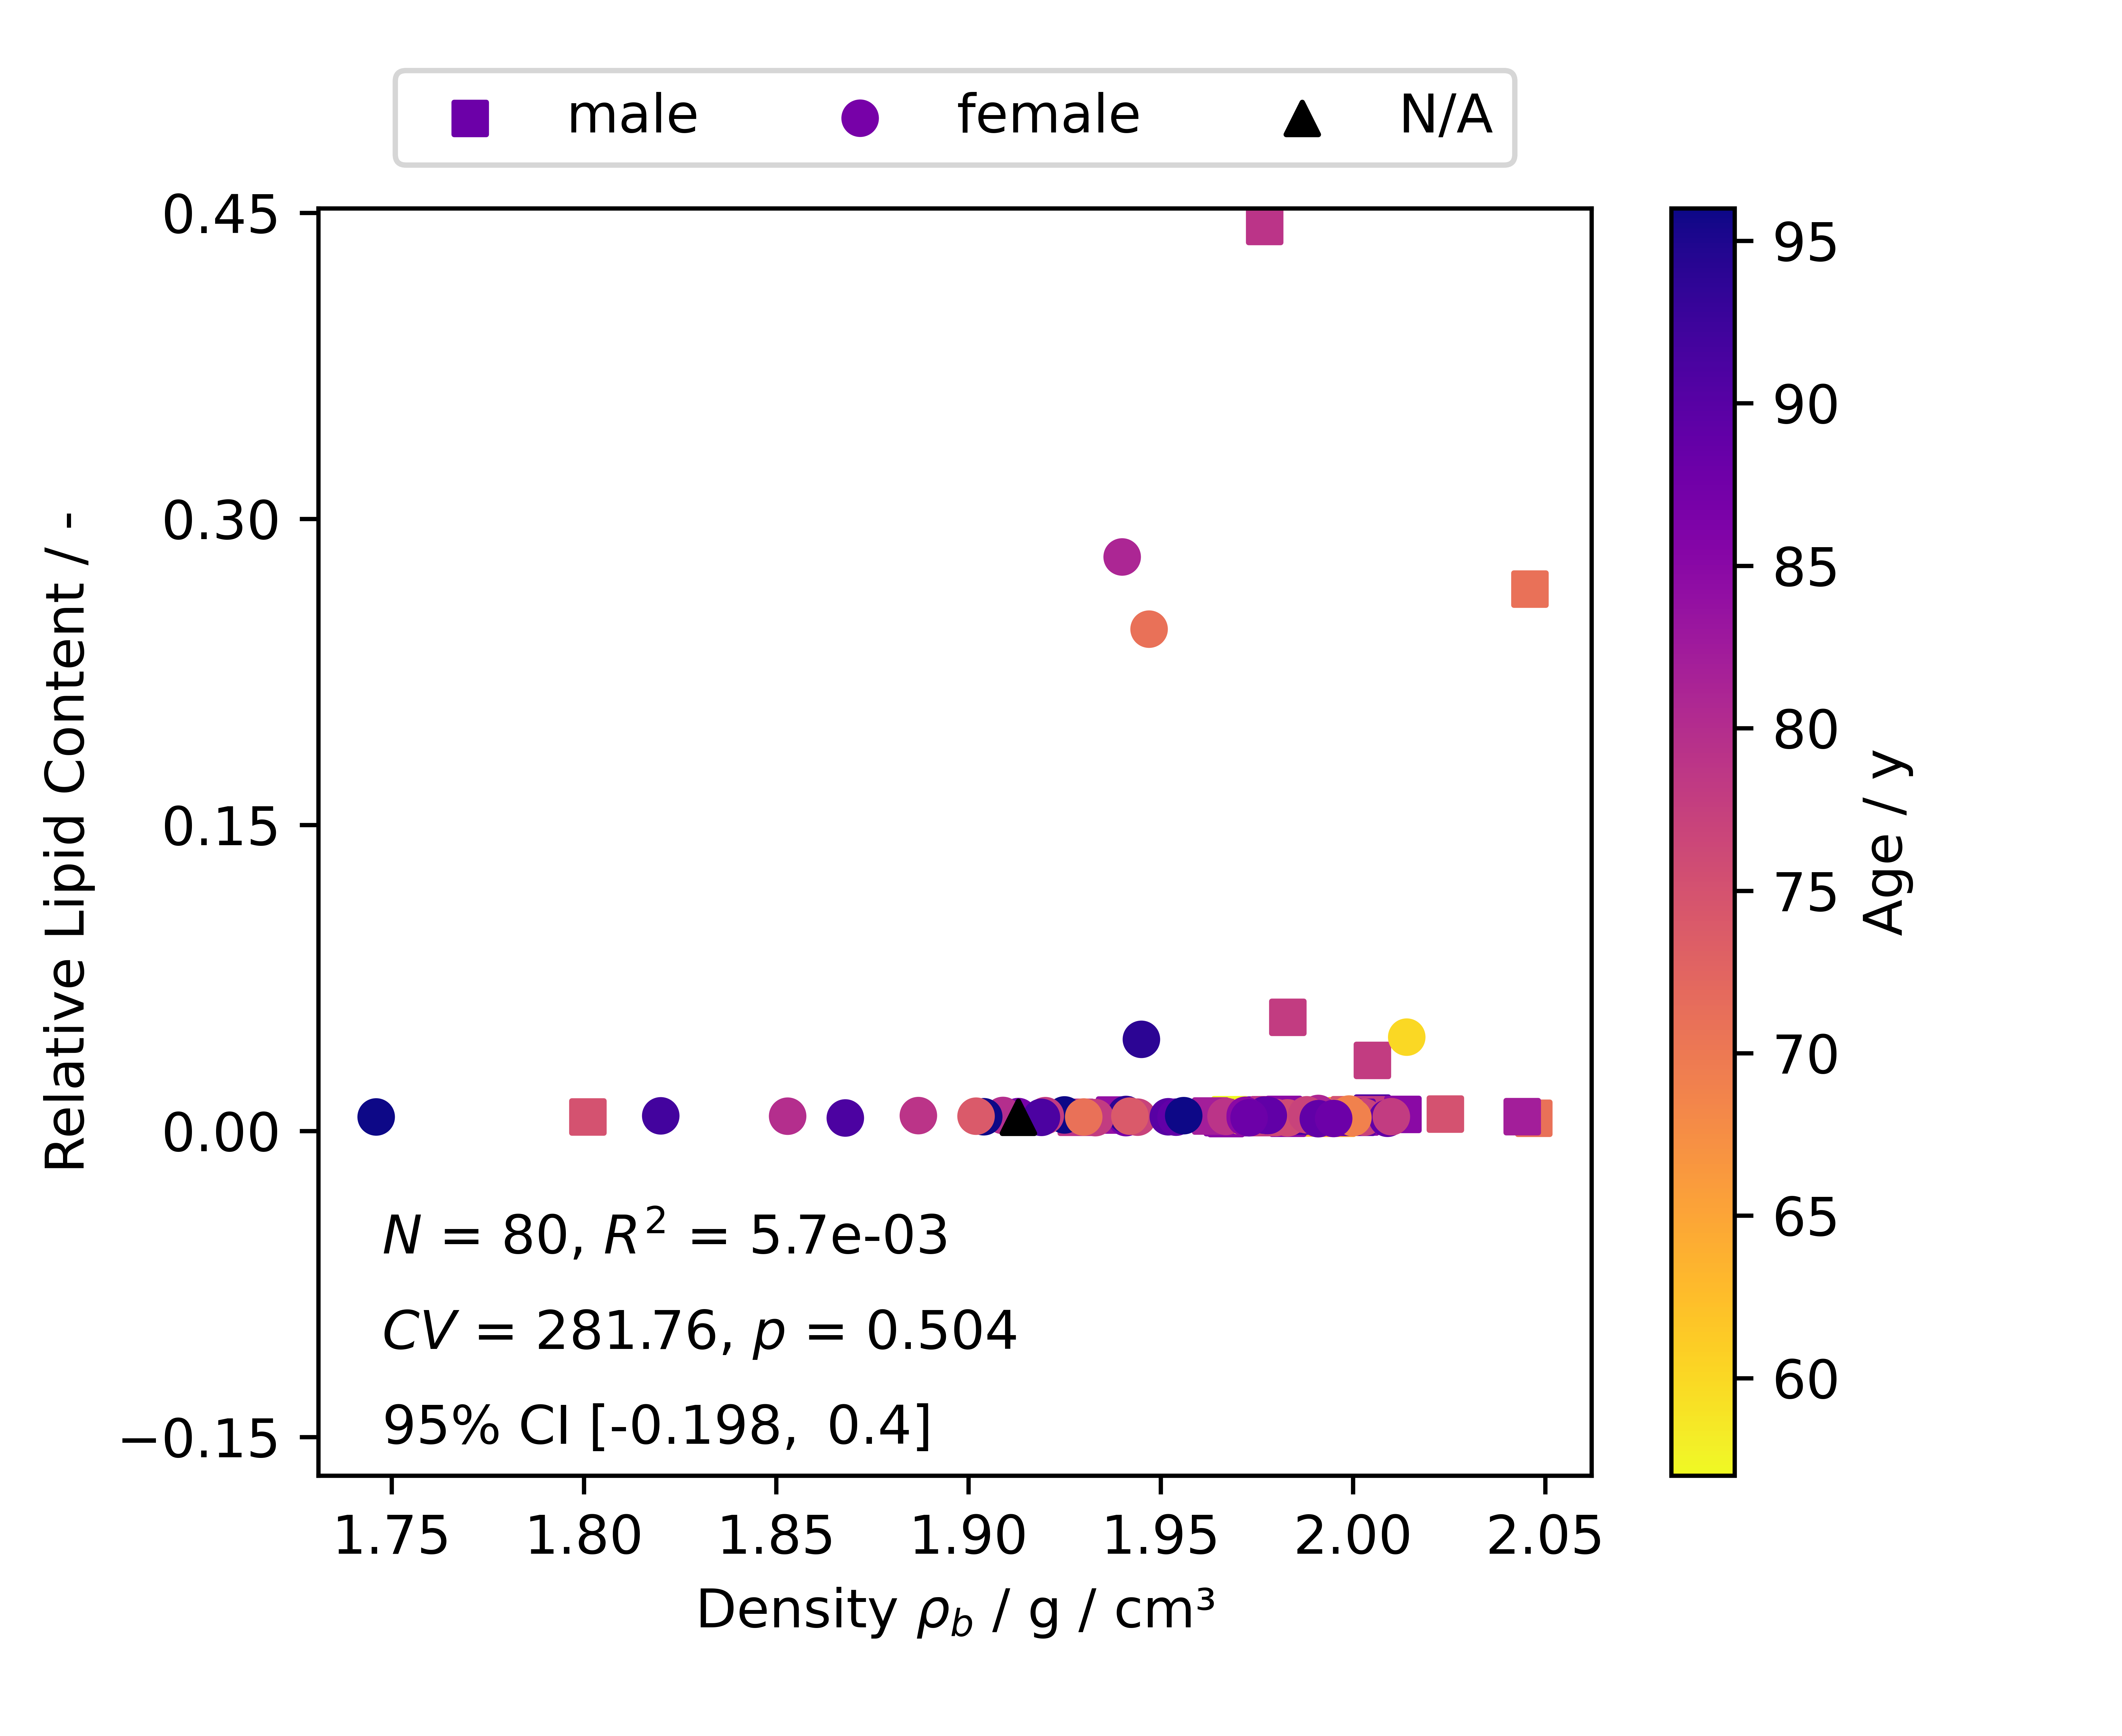 male female N/A
0.45
0.30
0.15
0.00
−0.15
Relative Lipid Content / -
N = 80, R² = 5.7e-03
CV = 281.76, p = 0.504
95% CI [-0.198, 0.4]
1.75 1.80 1.85 1.90 1.95 2.00 2.05
Density ρb / g / cm³
95
90
85
80
75
70
65
60
Age / y